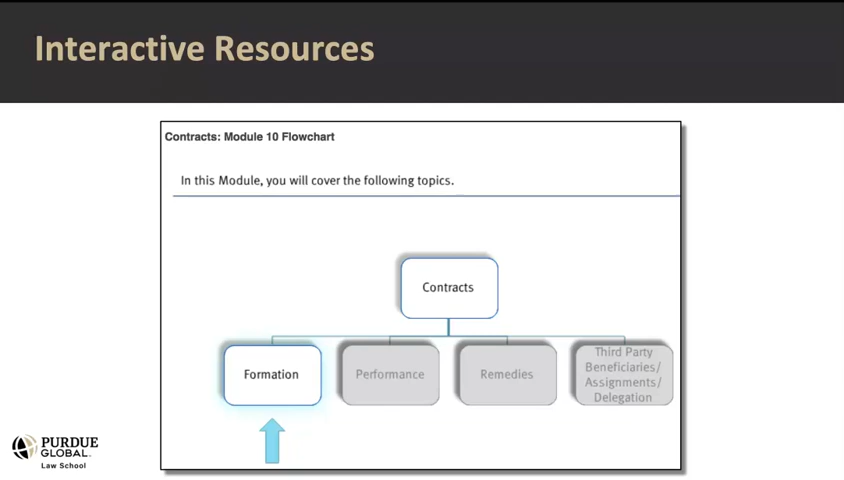 Interactive Resources
Contracts: Module 10 Flowchart
In this Module, you will cover the following topics.
Contracts
Formation
Performance
Remedies
Third Party
Beneficiaries/
Assignments/
Delegation
PURDUE
GLOBAL
Law School